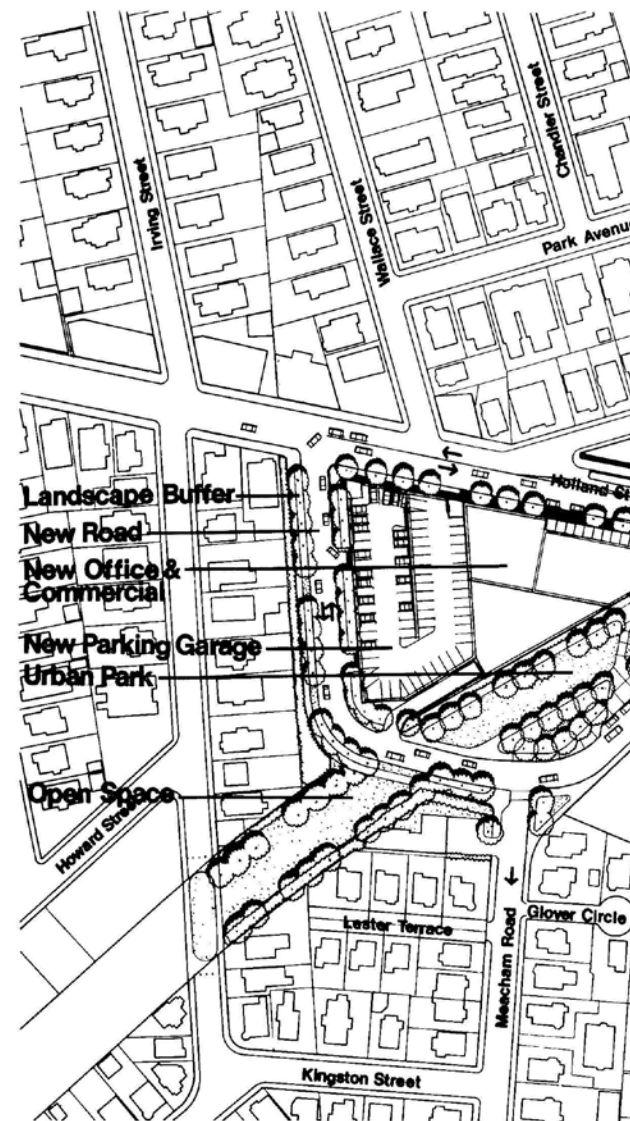 Chandler Street
Irving Street
Wallace Street
Park Avenue
Holland St
Landscape Buffer
New Road
New Office &
Commercial
New Parking Garage
Urban Park
Open Space
Howard Street
Lester Terrace
Meacham Road
Glover Circle
Kingston Street